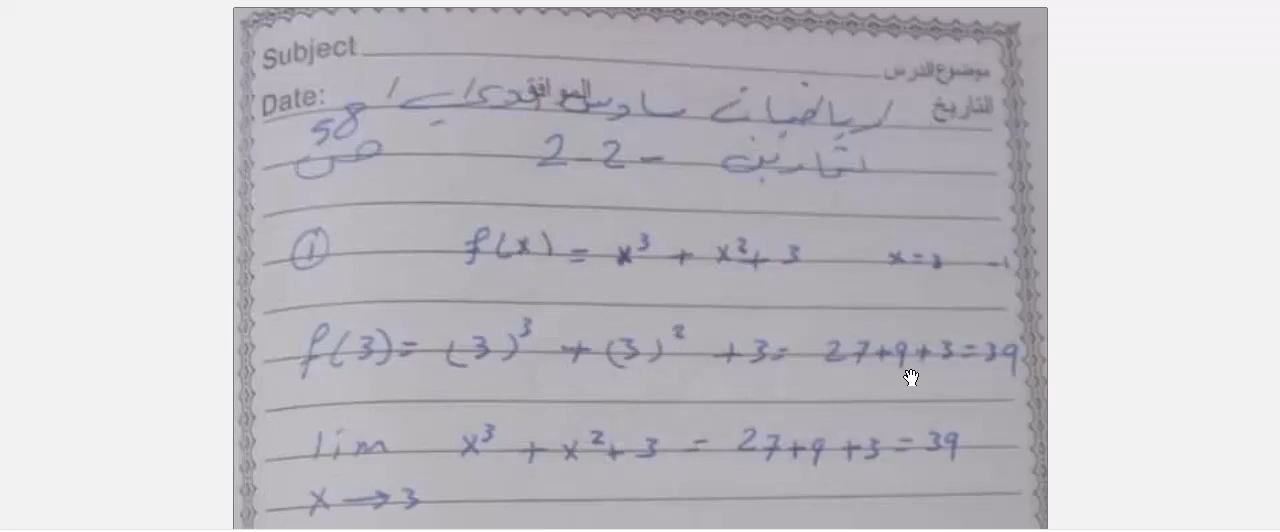 Subject موضوع الدرس
Date: التاريخ
رياضيات سادس
58 ص تمارين - 2-2
① f(x) = x³ + x² + 3 x=3 -1
f(3) = (3)³ + (3)² + 3 = 27+9+3=39
lim x³ + x² + 3 = 27+9+3=39
x → 3